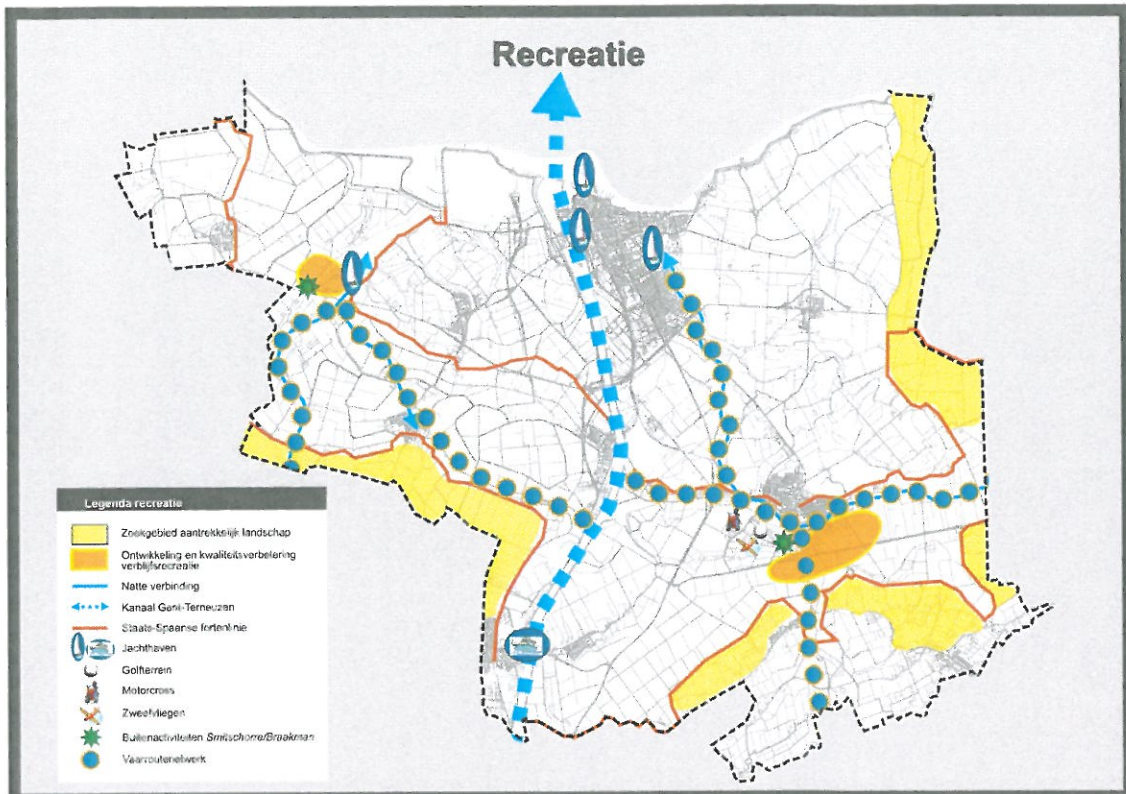 Recreatie
Legenda recreatie
Zoekgebied aantrekkelijk landschap
Ontwikkeling en kwaliteitsverbetering
verblijfsrecreatie
Natte verbinding
Kanaal Gent-Terneuzen
Staats-Spaanse fortenlinie
Jachthaven
Golfterrein
Motorcross
Zweefvliegen
Buitenactiviteiten Smitschorre/Braakman
Vaarroutenetwerk